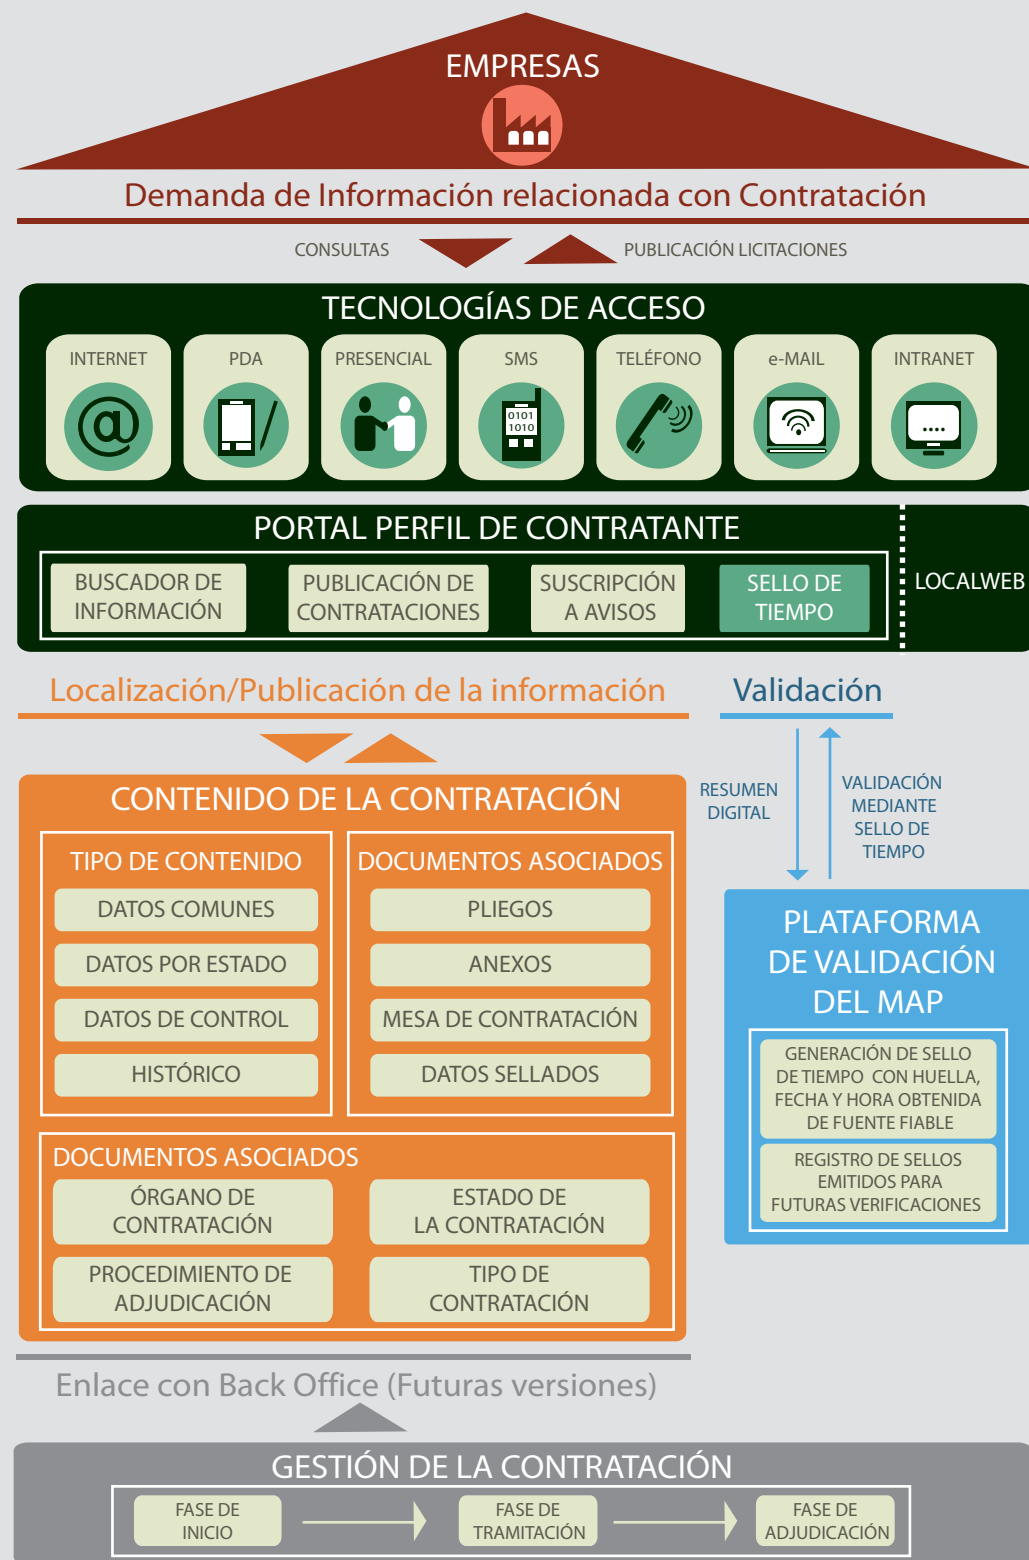 EMPRESAS
Demanda de Información relacionada con Contratación
CONSULTAS
PUBLICACIÓN LICITACIONES
TECNOLOGÍAS DE ACCESO
INTERNET
PDA
PRESENCIAL
SMS
TELÉFONO
e-MAIL
INTRANET
@
0101
1010
PORTAL PERFIL DE CONTRATANTE
BUSCADOR DE
INFORMACIÓN
PUBLICACIÓN DE
CONTRATACIONES
SUSCRIPCIÓN
A AVISOS
SELLO DE
TIEMPO
LOCALWEB
Localización/Publicación de la información
Validación
RESUMEN
DIGITAL
VALIDACIÓN
MEDIANTE
SELLO DE
TIEMPO
CONTENIDO DE LA CONTRATACIÓN
TIPO DE CONTENIDO
DATOS COMUNES
DATOS POR ESTADO
DATOS DE CONTROL
HISTÓRICO
DOCUMENTOS ASOCIADOS
PLIEGOS
ANEXOS
MESA DE CONTRATACIÓN
DATOS SELLADOS
DOCUMENTOS ASOCIADOS
ÓRGANO DE
CONTRATACIÓN
ESTADO DE
LA CONTRATACIÓN
PROCEDIMIENTO DE
ADJUDICACIÓN
TIPO DE
CONTRATACIÓN
PLATAFORMA
DE VALIDACIÓN
DEL MAP
GENERACIÓN DE SELLO
DE TIEMPO CON HUELLA,
FECHA Y HORA OBTENIDA
DE FUENTE FIABLE
REGISTRO DE SELLOS
EMITIDOS PARA
FUTURAS VERIFICACIONES
Enlace con Back Office (Futuras versiones)
GESTIÓN DE LA CONTRATACIÓN
FASE DE
INICIO
FASE DE
TRAMITACIÓN
FASE DE
ADJUDICACIÓN